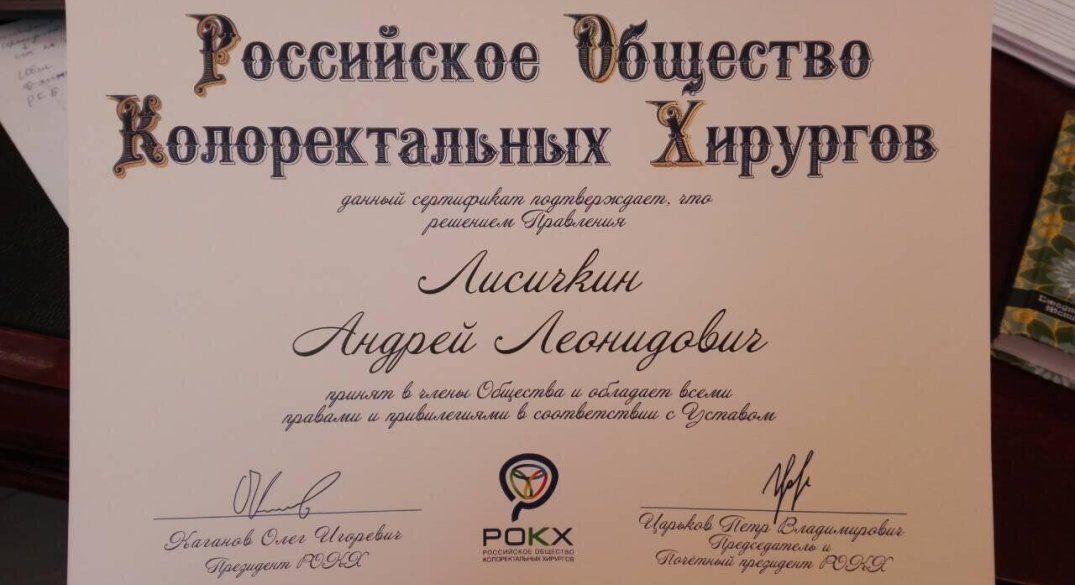 Российское Общество
Колоректальных Хирургов
данный сертификат подтверждает, что
решением Правления
Лисичкин
Андрей Леонидович
принят в члены Общества и обладает всеми
правами и привилегиями в соответствии с Уставом
Каганов Олег Игоревич
Президент РОКХ
РОКХ
РОССИЙСКОЕ ОБЩЕСТВО
КОЛОРЕКТАЛЬНЫХ ХИРУРГОВ
Царьков Петр Владимирович
Председатель и
Почётный президент РОКХ